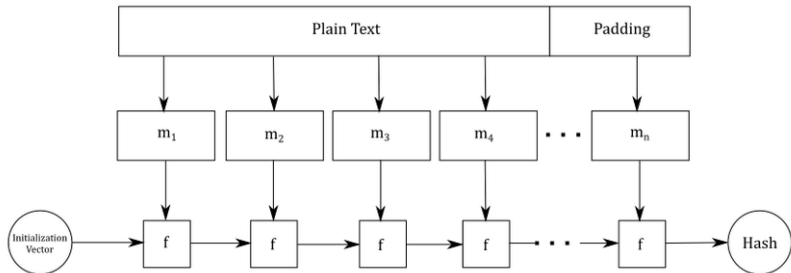 Plain Text Padding
m₁ m₂ m₃ m₄ ··· mₙ
Initialization
Vector
f f f f ··· f
Hash